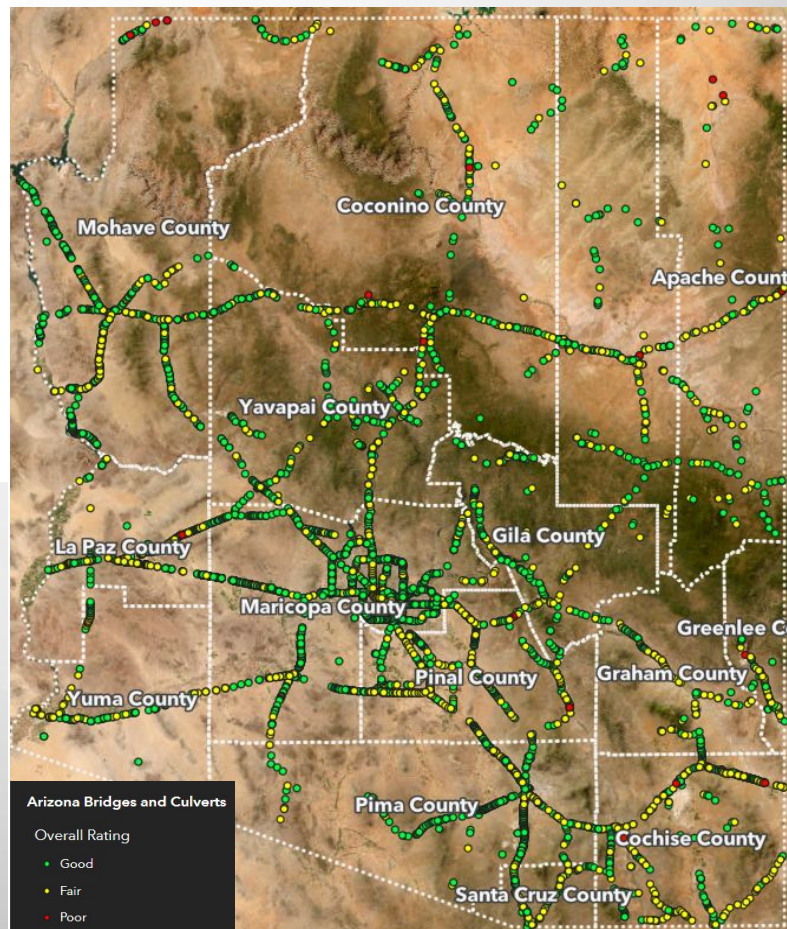 Mohave County
Coconino County
Apache Count
Yavapai County
La Paz County
Gila County
Maricopa County
Greenlee Co
Yuma County
Pinal County
Graham County
Pima County
Cochise County
Santa Cruz County
Arizona Bridges and Culverts
Overall Rating
Good
Fair
Poor